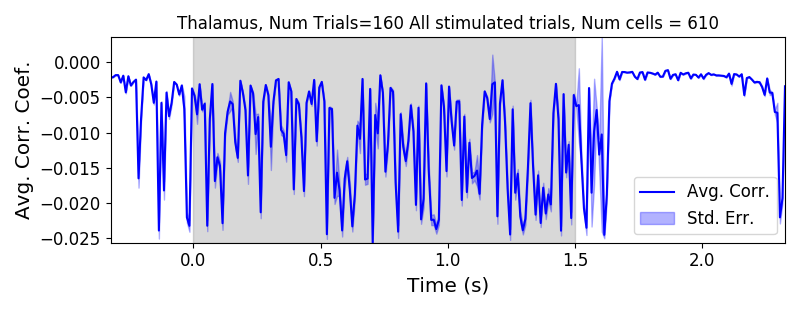 Thalamus, Num Trials=160 All stimulated trials, Num cells = 610
Avg. Corr. Coef.
0.000
−0.005
−0.010
−0.015
−0.020
−0.025
Avg. Corr.
Std. Err.
0.0 0.5 1.0 1.5 2.0
Time (s)